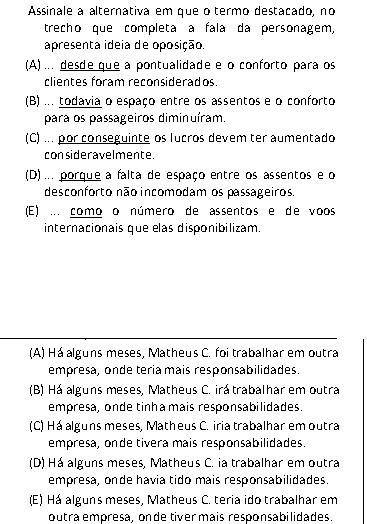 Assinale a alternativa em que o termo destacado, no
trecho que completa a fala da personagem,
apresenta ideia de oposição.
(A) ... desde que a pontualidade e o conforto para os
clientes foram reconsiderados.
(B) ... todavia o espaço entre os assentos e o conforto
para os passageiros diminuíram.
(C) ... por conseguinte os lucros devem ter aumentado
consideravelmente.
(D) ... porque a falta de espaço entre os assentos e o
desconforto não incomodam os passageiros.
(E) ... como o número de assentos e de voos
internacionais que elas disponibilizam.
(A) Há alguns meses, Matheus C. foi trabalhar em outra
empresa, onde teria mais responsabilidades.
(B) Há alguns meses, Matheus C. irá trabalhar em outra
empresa, onde tinha mais responsabilidades.
(C) Há alguns meses, Matheus C. iria trabalhar em outra
empresa, onde tivera mais responsabilidades.
(D) Há alguns meses, Matheus C. ia trabalhar em outra
empresa, onde havia tido mais responsabilidades.
(E) Há alguns meses, Matheus C. teria ido trabalhar em
outra empresa, onde tiver mais responsabilidades.